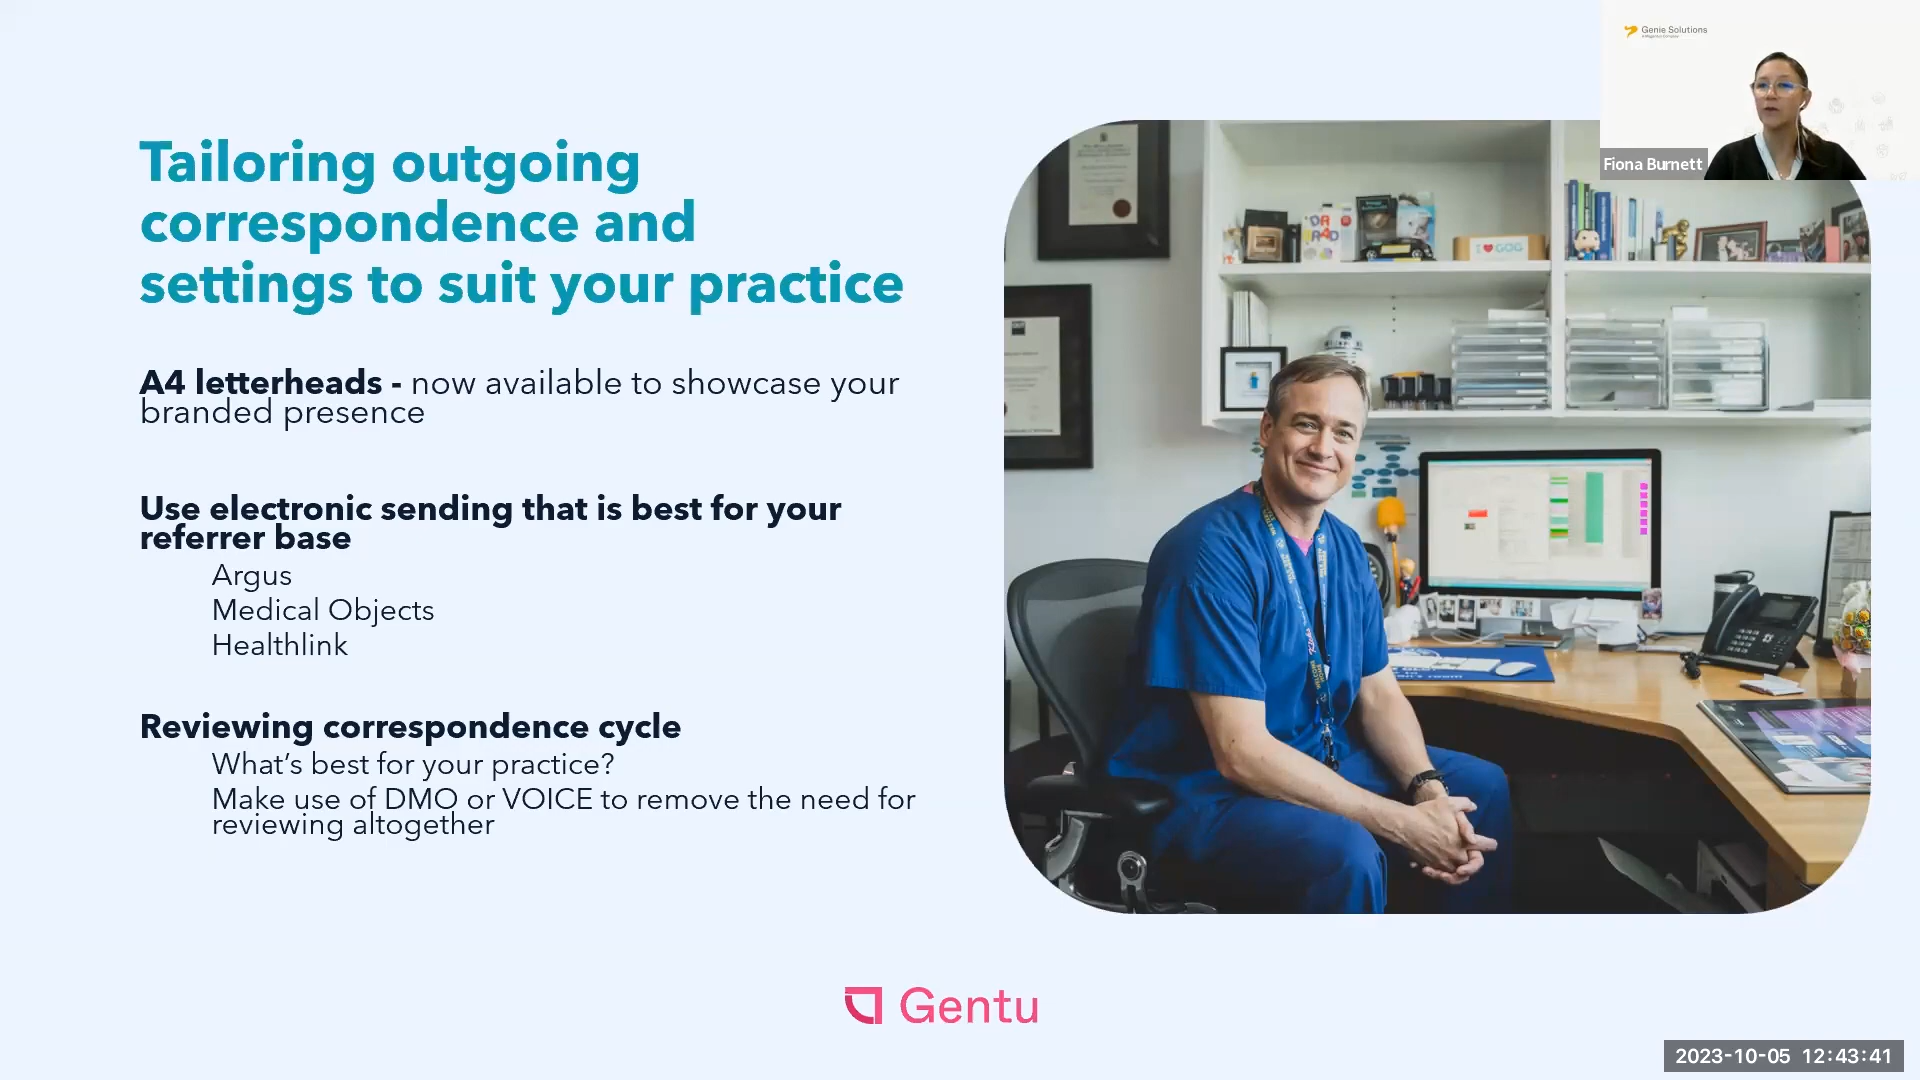 Genie Solutions
Fiona Burnett
Tailoring outgoing
correspondence and
settings to suit your practice
A4 letterheads - now available to showcase your
branded presence
Use electronic sending that is best for your
referrer base
Argus
Medical Objects
Healthlink
Reviewing correspondence cycle
What's best for your practice?
Make use of DMO or VOICE to remove the need for
reviewing altogether
I ❤ GOG
Gentu
2023-10-05 12:43:41